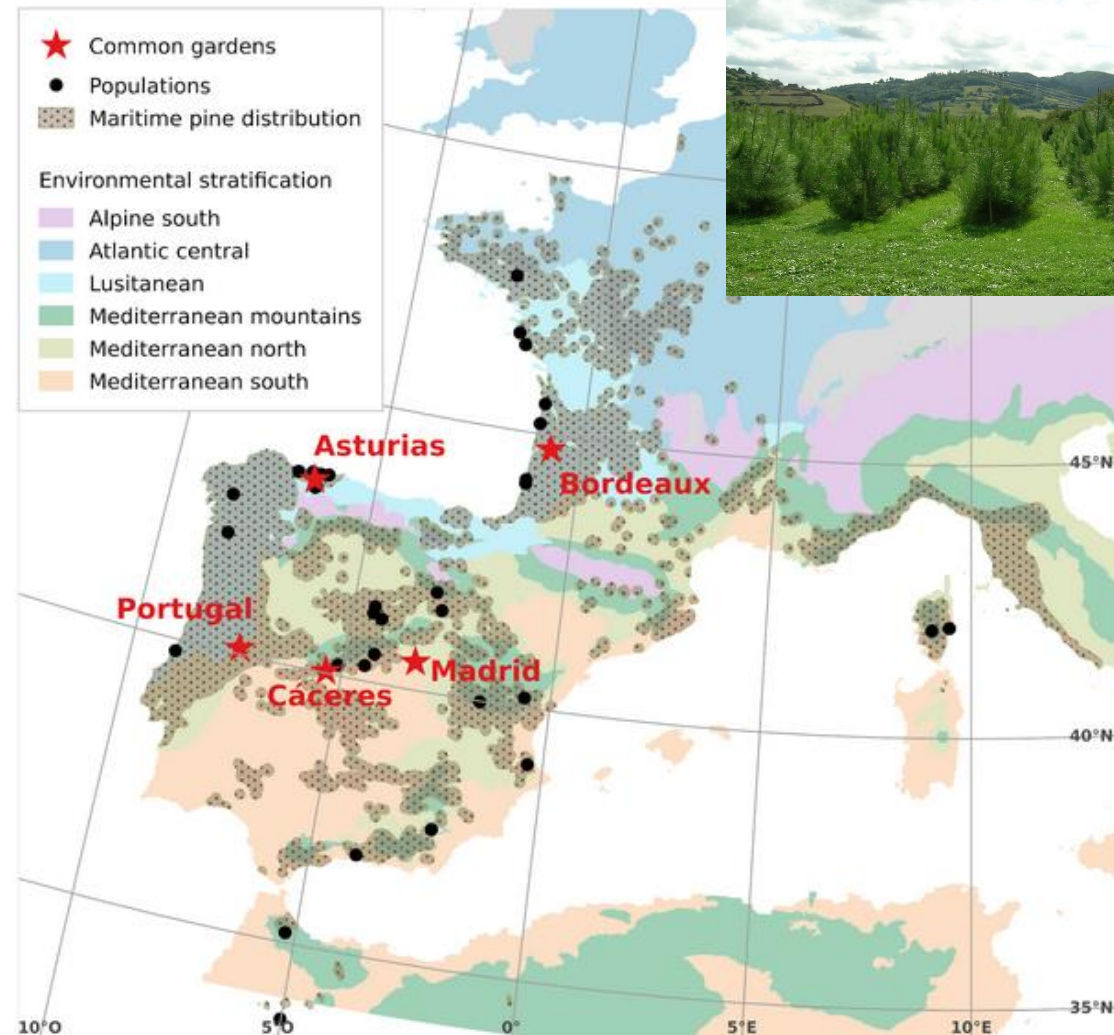 Common gardens
Populations
Maritime pine distribution
Environmental stratification
Alpine south
Atlantic central
Lusitanean
Mediterranean mountains
Mediterranean north
Mediterranean south
Asturias
Bordeaux
45°N
Portugal
Madrid
Cáceres
40°N
35°N
10°O
5°O
0°
5°E
10°E